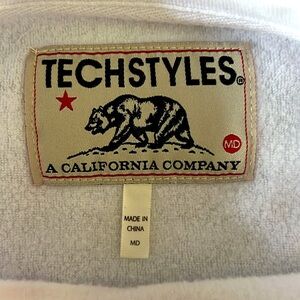 TECHSTYLES®
MD
A CALIFORNIA COMPANY
MADE IN
CHINA
MD